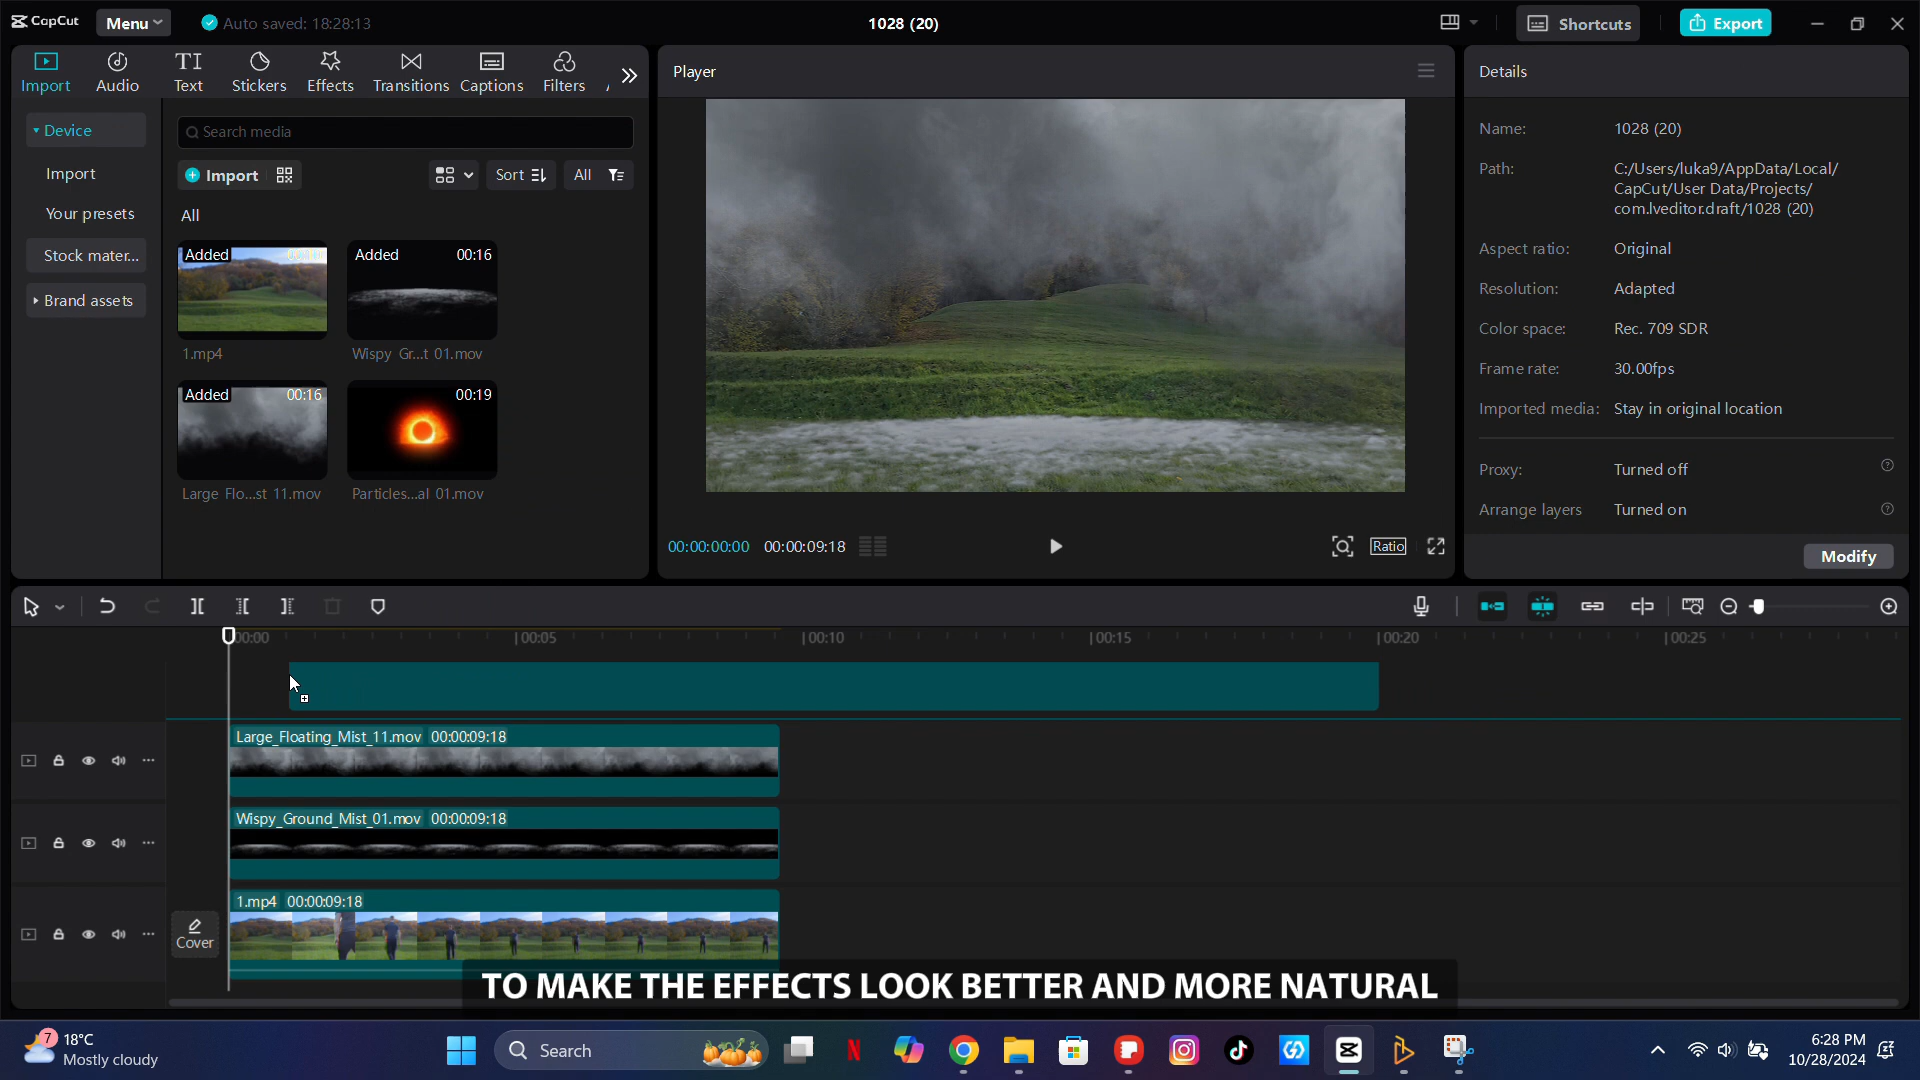 CapCut
Menu
Auto saved: 18:28:13
1028 (20)
Shortcuts
Export
Import
Audio
Text
Stickers
Effects
Transitions
Captions
Filters
Player
Details
Device
Import
Your presets
Stock mater...
Brand assets
Search media
Import
Sort
All
All
Added
1.mp4
Added 00:16
Wispy Gr...t 01.mov
Added 00:16
Large Flo...st 11.mov
00:19
Particles...al 01.mov
00:00:00:00
00:00:09:18
Ratio
Name: 1028 (20)
Path: C:/Users/luka9/AppData/Local/
CapCut/User Data/Projects/
com.lveditor.draft/1028 (20)
Aspect ratio: Original
Resolution: Adapted
Color space: Rec. 709 SDR
Frame rate: 30.00fps
Imported media: Stay in original location
Proxy: Turned off
Arrange layers Turned on
Modify
00:00 00:05 00:10 00:15 00:20 00:25
Large_Floating_Mist_11.mov 00:00:09:18
Wispy_Ground_Mist_01.mov 00:00:09:18
1.mp4 00:00:09:18
Cover
TO MAKE THE EFFECTS LOOK BETTER AND MORE NATURAL
7
18°C
Mostly cloudy
Search
6:28 PM
10/28/2024